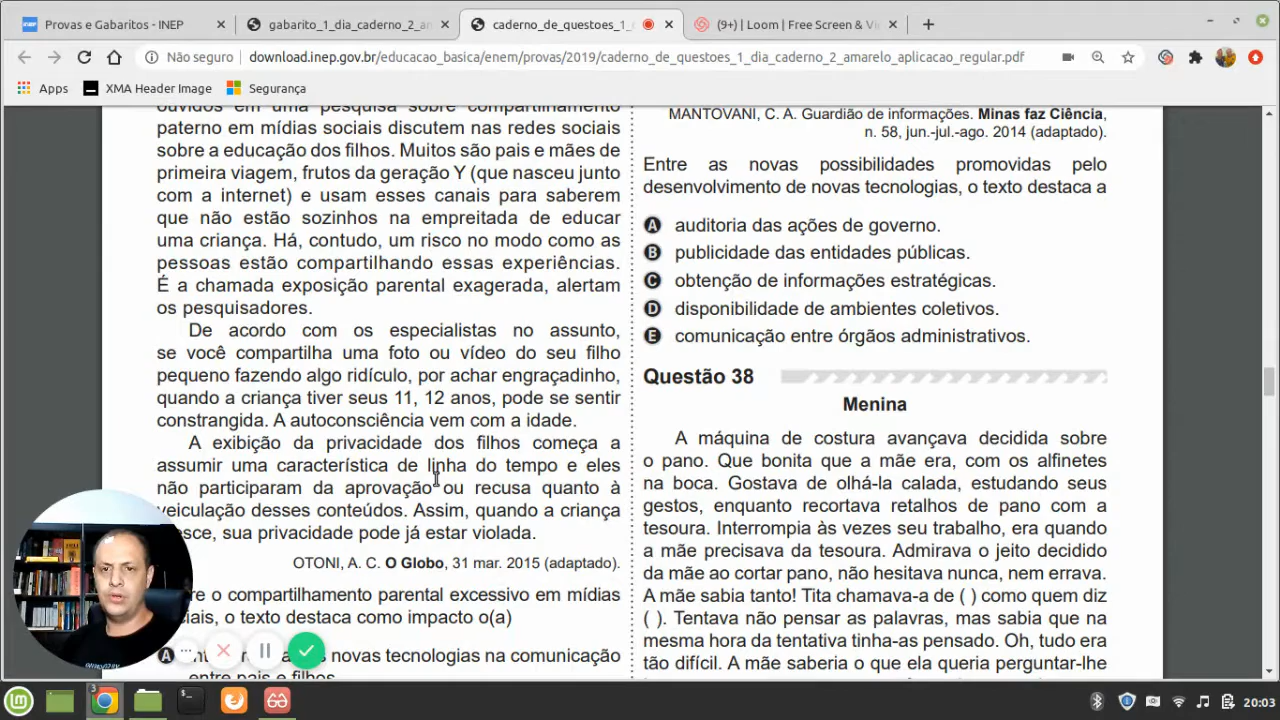 Provas e Gabaritos - INEP
gabarito_1_dia_caderno_2_am
caderno_de_questoes_1_
(9+) | Loom | Free Screen & Vi
Não seguro
download.inep.gov.br/educacao_basica/enem/provas/2019/caderno_de_questoes_1_dia_caderno_2_amarelo_aplicacao_regular.pdf
Apps
XMA Header Image
Segurança
ouvidos em uma pesquisa sobre compartilhamento
paterno em mídias sociais discutem nas redes sociais
sobre a educação dos filhos. Muitos são pais e mães de
primeira viagem, frutos da geração Y (que nasceu junto
com a internet) e usam esses canais para saberem
que não estão sozinhos na empreitada de educar
uma criança. Há, contudo, um risco no modo como as
pessoas estão compartilhando essas experiências.
É a chamada exposição parental exagerada, alertam
os pesquisadores.
De acordo com os especialistas no assunto,
se você compartilha uma foto ou vídeo do seu filho
pequeno fazendo algo ridículo, por achar engraçadinho,
quando a criança tiver seus 11, 12 anos, pode se sentir
constrangida. A autoconsciência vem com a idade.
A exibição da privacidade dos filhos começa a
assumir uma característica de linha do tempo e eles
não participaram da aprovação ou recusa quanto à
veiculação desses conteúdos. Assim, quando a criança
sce, sua privacidade pode já estar violada.
OTONI, A. C. O Globo, 31 mar. 2015 (adaptado).
re o compartilhamento parental excessivo em mídias
iais, o texto destaca como impacto o(a)
A
novas tecnologias na comunicação
entre pais e filhos
MANTOVANI, C. A. Guardião de informações. Minas faz Ciência,
n. 58, jun.-jul.-ago. 2014 (adaptado).
Entre as novas possibilidades promovidas pelo
desenvolvimento de novas tecnologias, o texto destaca a
A auditoria das ações de governo.
B publicidade das entidades públicas.
C obtenção de informações estratégicas.
D disponibilidade de ambientes coletivos.
E comunicação entre órgãos administrativos.
Questão 38
Menina
A máquina de costura avançava decidida sobre
o pano. Que bonita que a mãe era, com os alfinetes
na boca. Gostava de olhá-la calada, estudando seus
gestos, enquanto recortava retalhos de pano com a
tesoura. Interrompia às vezes seu trabalho, era quando
a mãe precisava da tesoura. Admirava o jeito decidido
da mãe ao cortar pano, não hesitava nunca, nem errava.
A mãe sabia tanto! Tita chamava-a de ( ) como quem diz
( ). Tentava não pensar as palavras, mas sabia que na
mesma hora da tentativa tinha-as pensado. Oh, tudo era
tão difícil. A mãe saberia o que ela queria perguntar-lhe
3
20:03